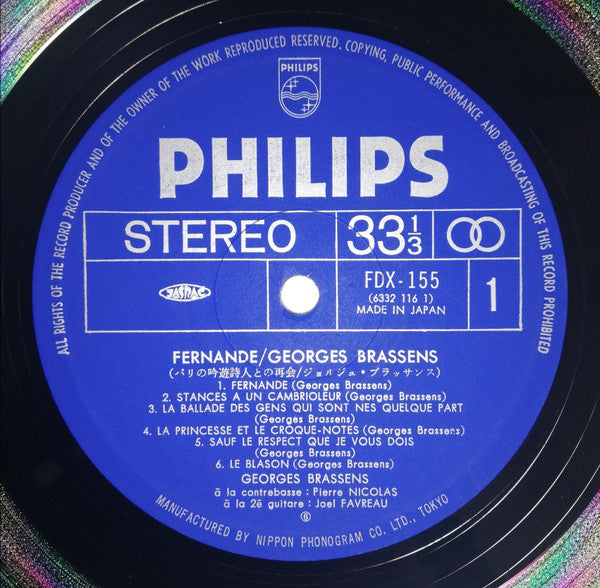 ALL RIGHTS OF THE RECORD PRODUCER AND OF THE OWNER OF THE WORK REPRODUCED RESERVED. COPYING, PUBLIC PERFORMANCE AND BROADCASTING OF THIS RECORD PROHIBITED
PHILIPS
PHILIPS
STEREO 33 1/3
JASRAC
FDX-155
(6332 116 1)
MADE IN JAPAN
1
FERNANDE/GEORGES BRASSENS
(パリの吟遊詩人との再会/ジョルジュ・ブラッサンス)
1. FERNANDE (Georges Brassens)
2. STANCES A UN CAMBRIOLEUR (Georges Brassens)
3. LA BALLADE DES GENS QUI SONT NES QUELQUE PART
(Georges Brassens)
4. LA PRINCESSE ET LE CROQUE-NOTES (Georges Brassens)
5. SAUF LE RESPECT QUE JE VOUS DOIS
(Georges Brassens)
6. LE BLASON (Georges Brassens)
GEORGES BRASSENS
ā la contrebasse : Pierre NICOLAS
ā la 2ē guitare : Joel FAVREAU
MANUFACTURED BY NIPPON PHONOGRAM CO. LTD., TOKYO